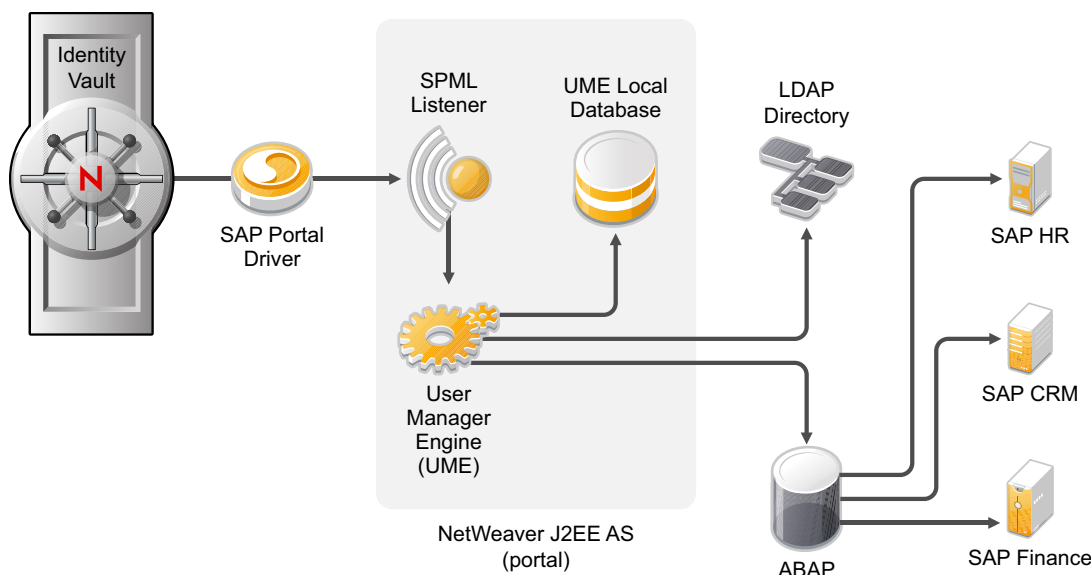 Identity
Vault
N
SAP Portal
Driver
SPML
Listener
UME Local
Database
User
Manager
Engine
(UME)
NetWeaver J2EE AS
(portal)
LDAP
Directory
ABAP
SAP HR
SAP CRM
SAP Finance